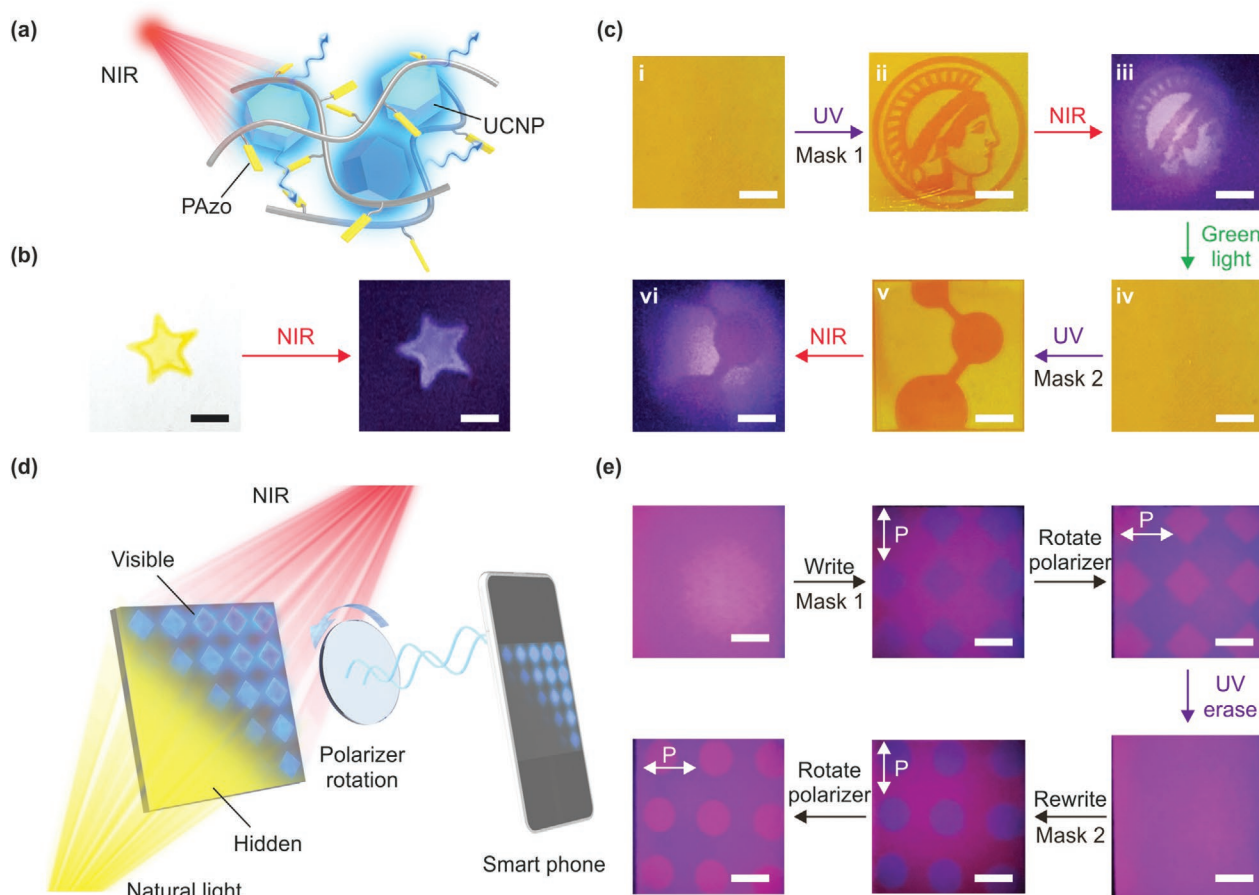 (a)
NIR
UCNP
PAzo
(b)
NIR
(c)
i
UV
Mask 1
ii
NIR
iii
Green
light
vi
NIR
v
UV
Mask 2
iv
(d)
NIR
Visible
Polarizer
rotation
Hidden
Smart phone
Natural light
(e)
Write
Mask 1
P
Rotate
polarizer
P
UV
erase
P
Rotate
polarizer
P
Rewrite
Mask 2